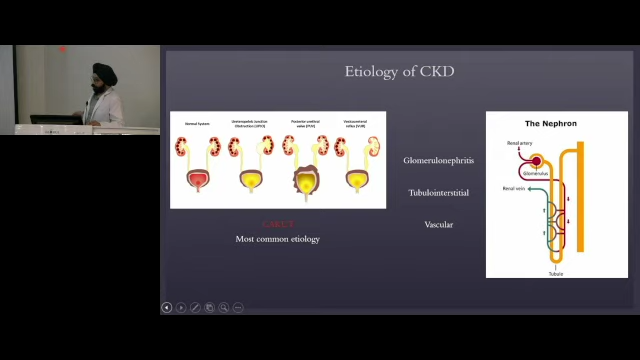 Etiology of CKD
Normal System
Ureteropelvic Junction
Obstruction (UPJO)
Posterior urethral
valve (PUV)
Vesicoureteral
reflux (VUR)
CAKUT
Most common etiology
Glomerulonephritis
Tubulointerstitial
Vascular
The Nephron
Renal artery
Glomerulus
Renal vein
Tubule